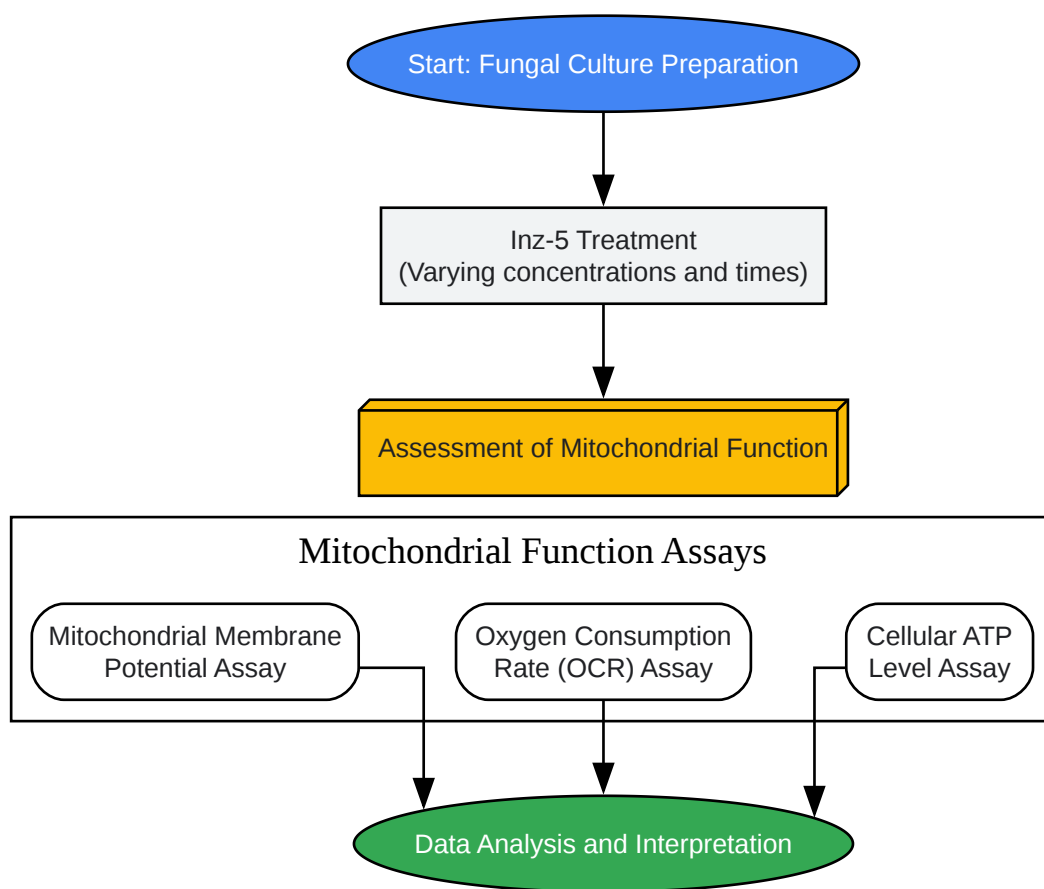 Start: Fungal Culture Preparation
Inz-5 Treatment
(Varying concentrations and times)
Assessment of Mitochondrial Function
Mitochondrial Function Assays
Mitochondrial Membrane
Potential Assay
Oxygen Consumption
Rate (OCR) Assay
Cellular ATP
Level Assay
Data Analysis and Interpretation